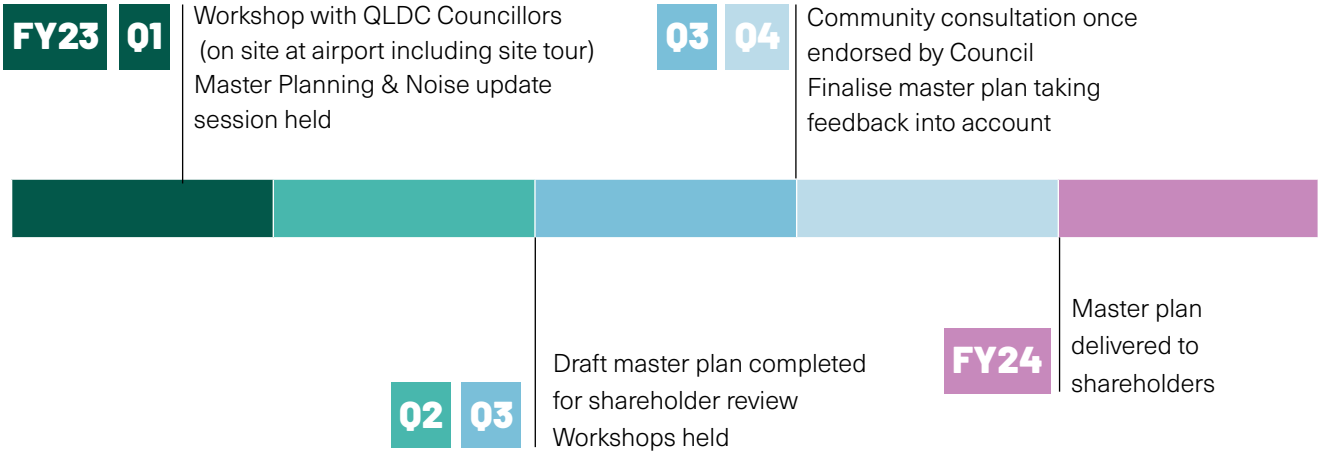 FY23 Q1
Workshop with QLDC Councillors
(on site at airport including site tour)
Master Planning & Noise update
session held
Q3 Q4
Community consultation once
endorsed by Council
Finalise master plan taking
feedback into account
Q2 Q3
Draft master plan completed
for shareholder review
Workshops held
FY24
Master plan
delivered to
shareholders